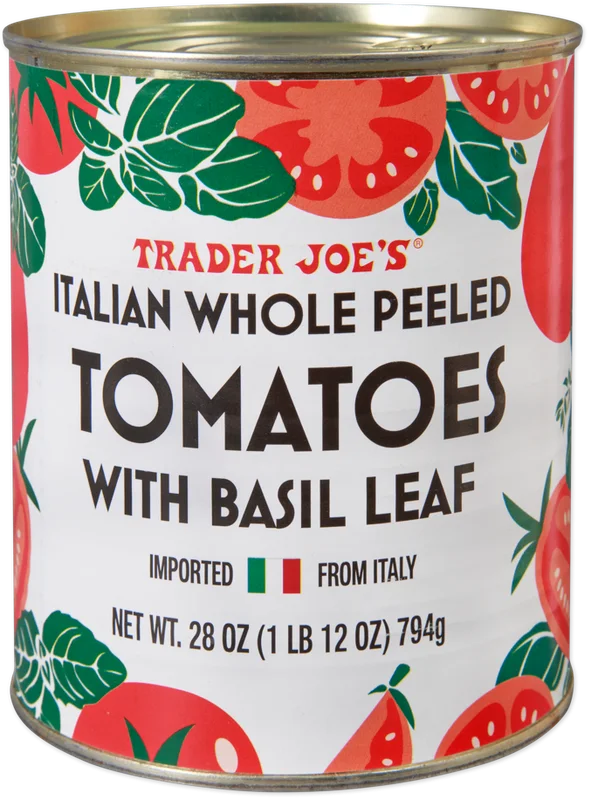 TRADER JOE'S®
ITALIAN WHOLE PEELED
TOMATOES
WITH BASIL LEAF
IMPORTED FROM ITALY
NET WT. 28 OZ (1 LB 12 OZ) 794g